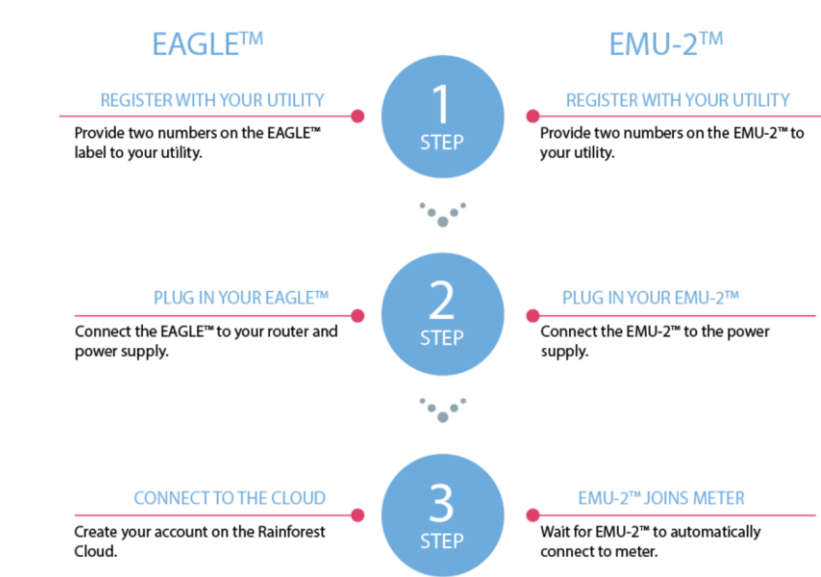 EAGLE™
EMU-2™
REGISTER WITH YOUR UTILITY
Provide two numbers on the EAGLE™
label to your utility.
1
STEP
REGISTER WITH YOUR UTILITY
Provide two numbers on the EMU-2™ to
your utility.
PLUG IN YOUR EAGLE™
Connect the EAGLE™ to your router and
power supply.
2
STEP
PLUG IN YOUR EMU-2™
Connect the EMU-2™ to the power
supply.
CONNECT TO THE CLOUD
Create your account on the Rainforest
Cloud.
3
STEP
EMU-2™ JOINS METER
Wait for EMU-2™ to automatically
connect to meter.